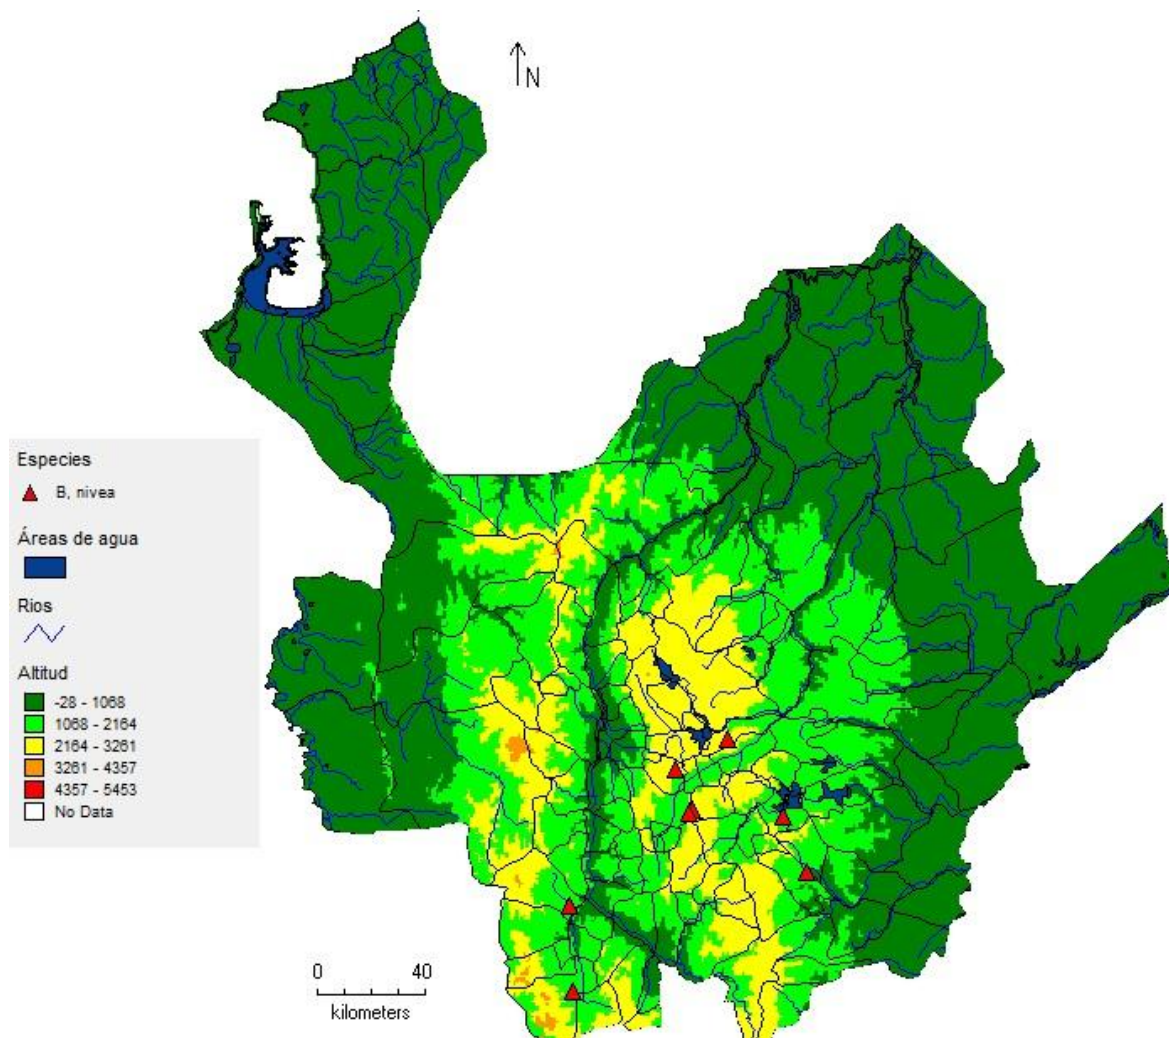 N
Especies
B, nivea
Áreas de agua
Rios
Altitud
-28 - 1068
1068 - 2164
2164 - 3261
3261 - 4357
4357 - 5453
No Data
0 40
kilometers